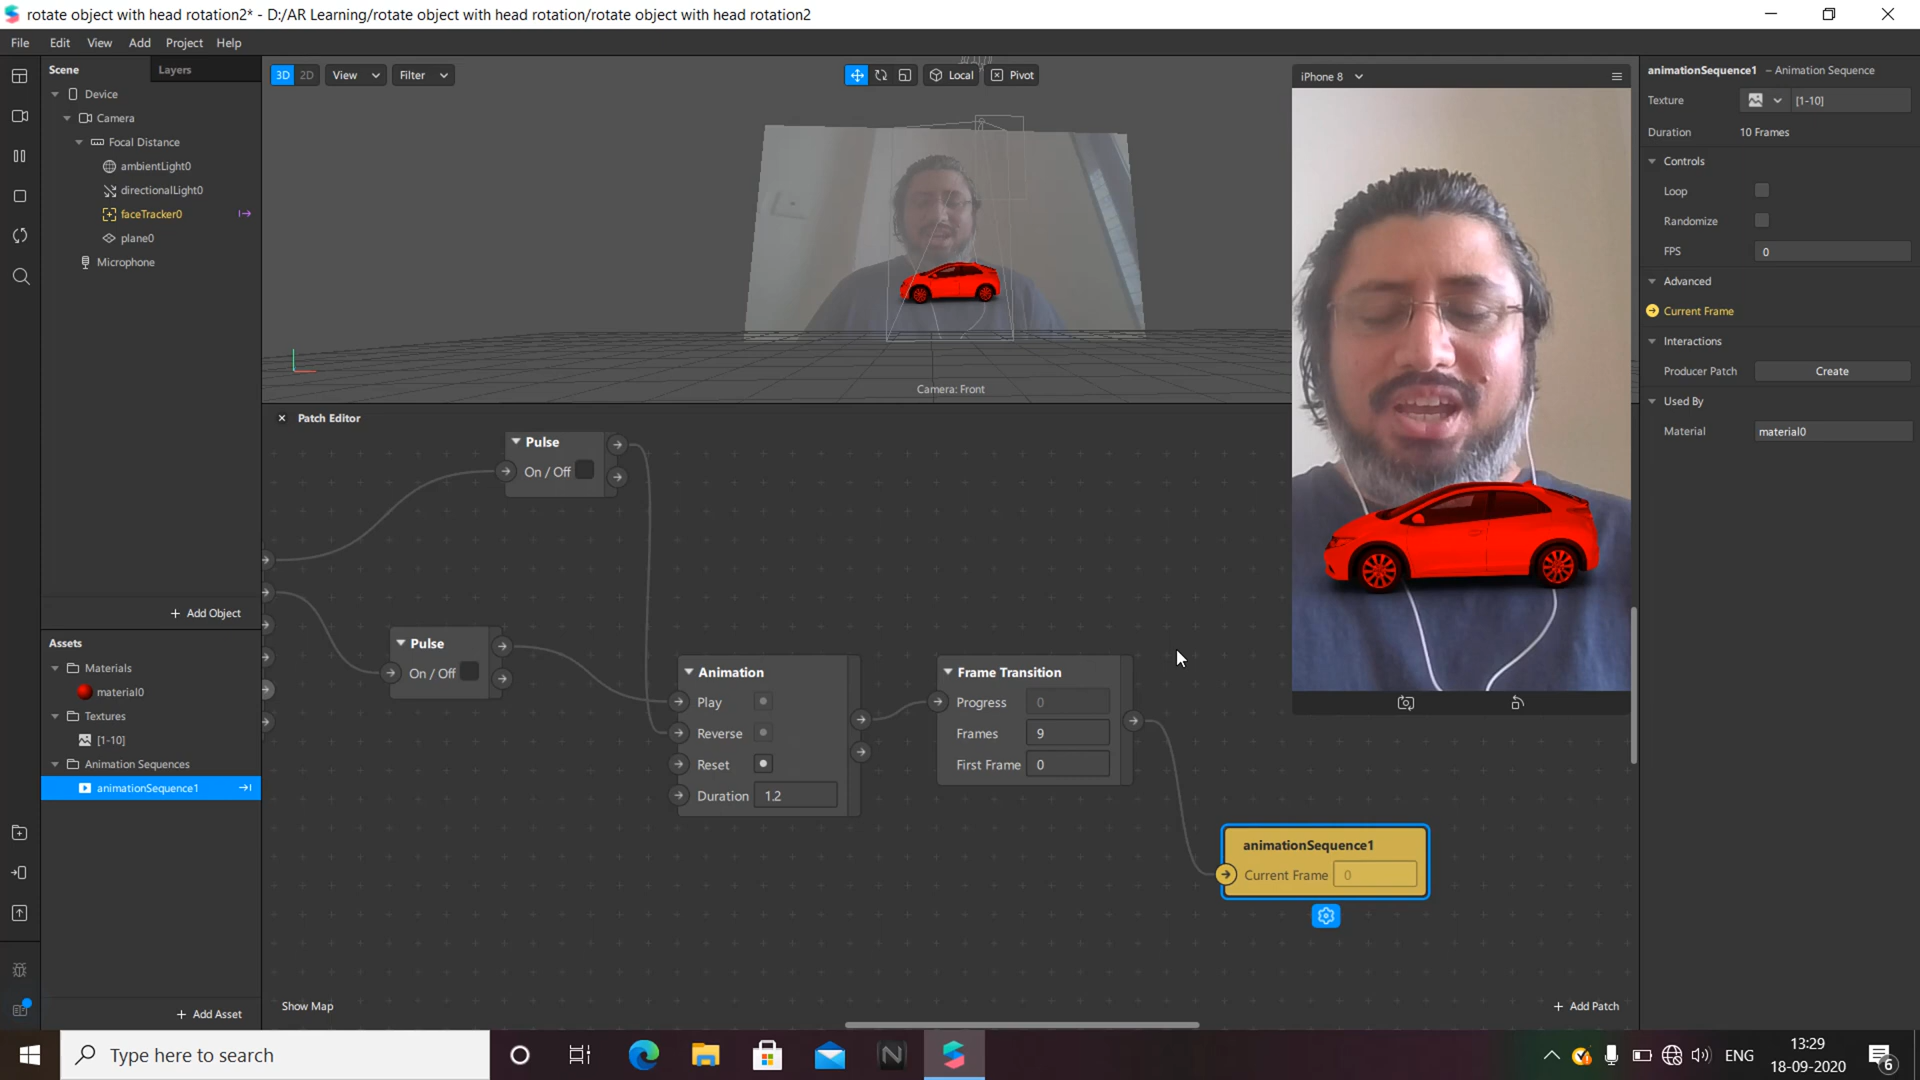 rotate object with head rotation2* - D:/AR Learning/rotate object with head rotation/rotate object with head rotation2
File Edit View Add Project Help
Scene Layers
Device
Camera
Focal Distance
ambientLight0
directionalLight0
faceTracker0
plane0
Microphone
+ Add Object
Assets
Materials
material0
Textures
[1-10]
Animation Sequences
animationSequence1
+ Add Asset
3D 2D View Filter
Local Pivot
Camera: Front
iPhone 8
× Patch Editor
Pulse
On / Off
Pulse
On / Off
Animation
Play
Reverse
Reset
Duration 1.2
Frame Transition
Progress 0
Frames 9
First Frame 0
animationSequence1
Current Frame 0
Show Map
+ Add Patch
animationSequence1 – Animation Sequence
Texture [1-10]
Duration 10 Frames
Controls
Loop
Randomize
FPS 0
Advanced
Current Frame
Interactions
Producer Patch Create
Used By
Material material0
Type here to search
ENG
13:29
18-09-2020
6